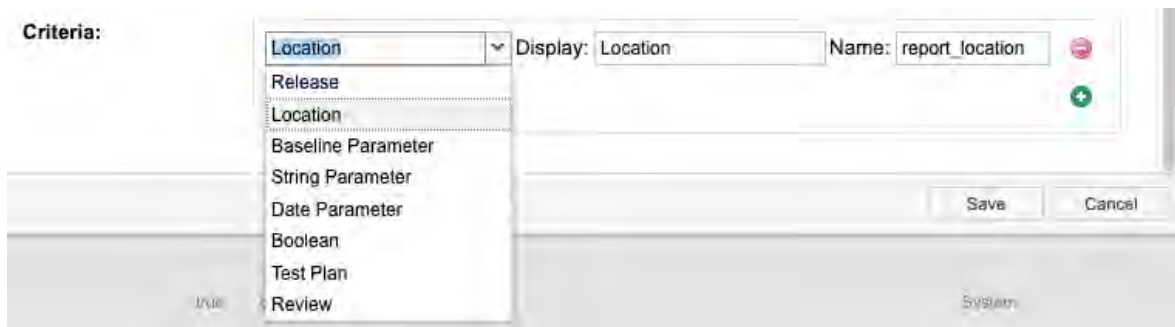 Criteria:
Location Display: Location Name: report_location
Release
Location
Baseline Parameter
String Parameter
Date Parameter
Boolean
Test Plan
Review
Save Cancel
true System